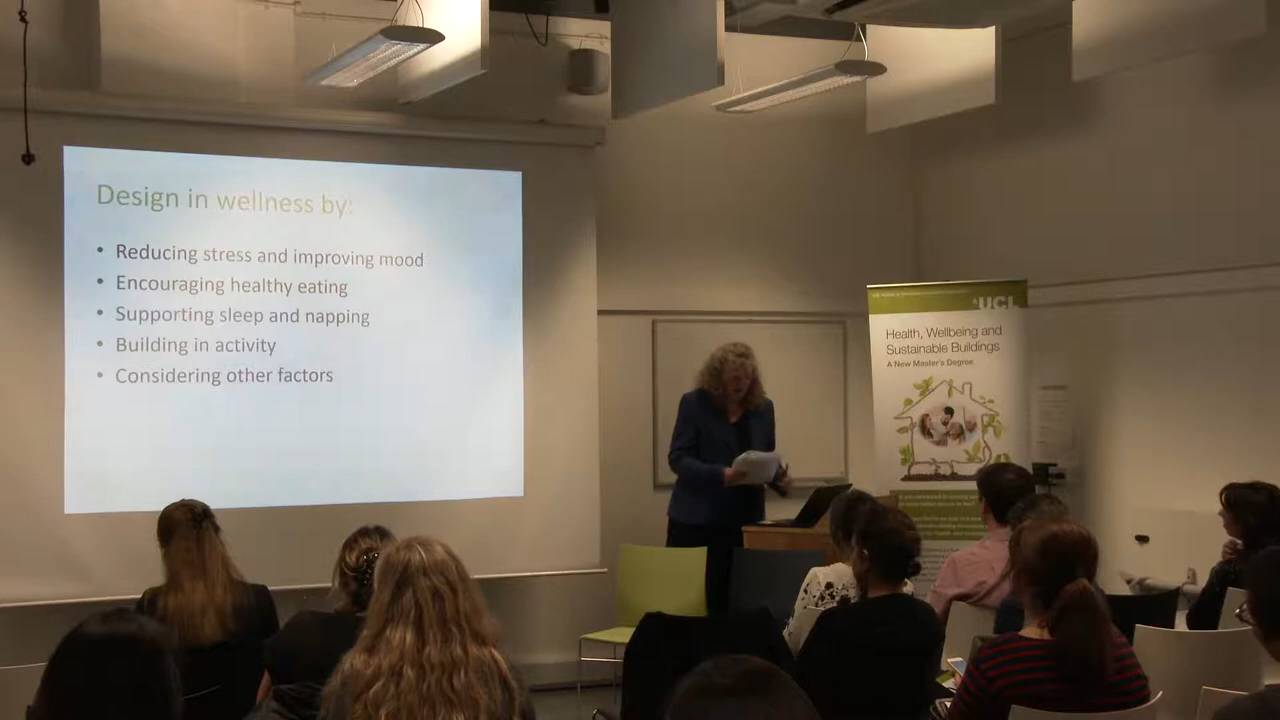 Design in wellness by:
• Reducing stress and improving mood
• Encouraging healthy eating
• Supporting sleep and napping
• Building in activity
• Considering other factors
UCL
Health, Wellbeing and
Sustainable Buildings
A New Master's Degree